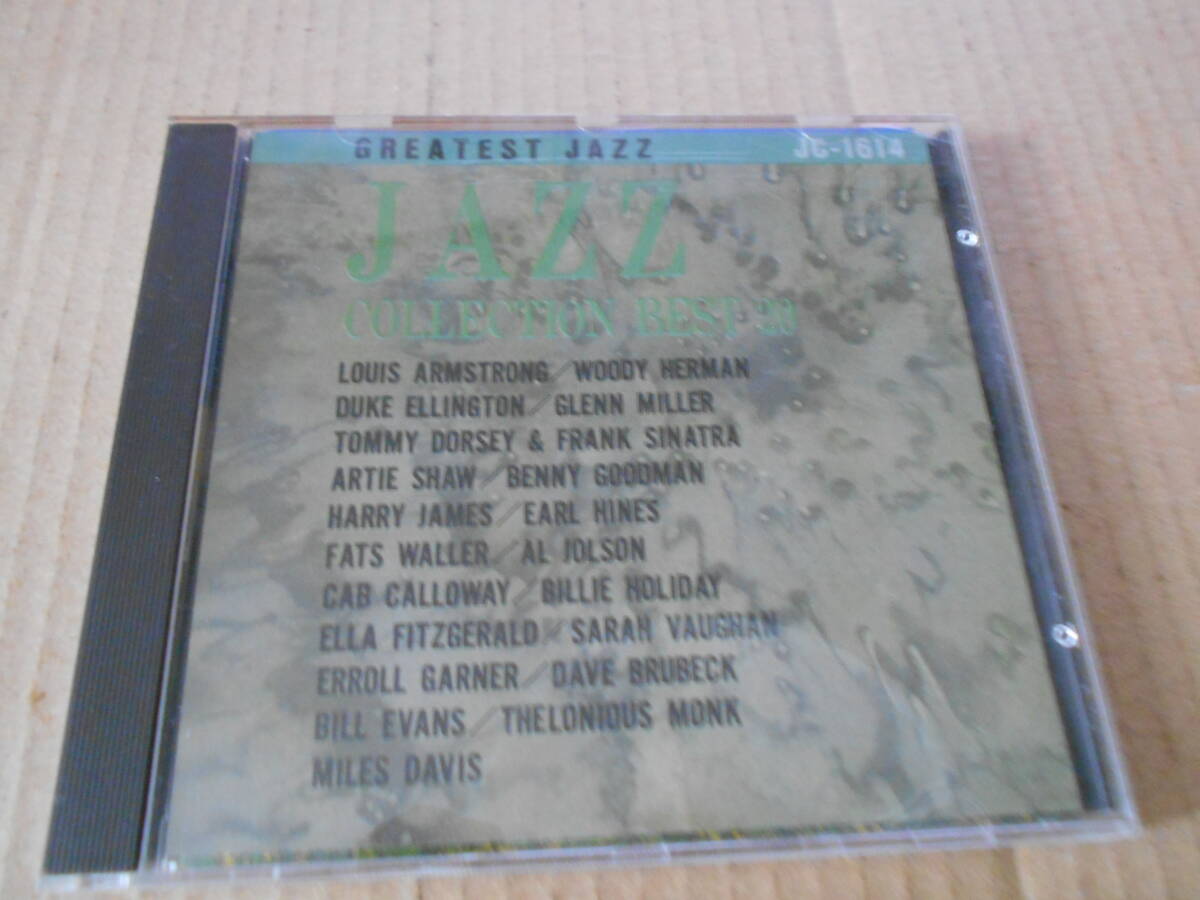 GREATEST JAZZ JC-1614
JAZZ
COLLECTION BEST 20
LOUIS ARMSTRONG / WOODY HERMAN
DUKE ELLINGTON / GLENN MILLER
TOMMY DORSEY & FRANK SINATRA
ARTIE SHAW / BENNY GOODMAN
HARRY JAMES / EARL HINES
FATS WALLER / AL JOLSON
CAB CALLOWAY / BILLIE HOLIDAY
ELLA FITZGERALD / SARAH VAUGHAN
ERROLL GARNER / DAVE BRUBECK
BILL EVANS / THELONIOUS MONK
MILES DAVIS